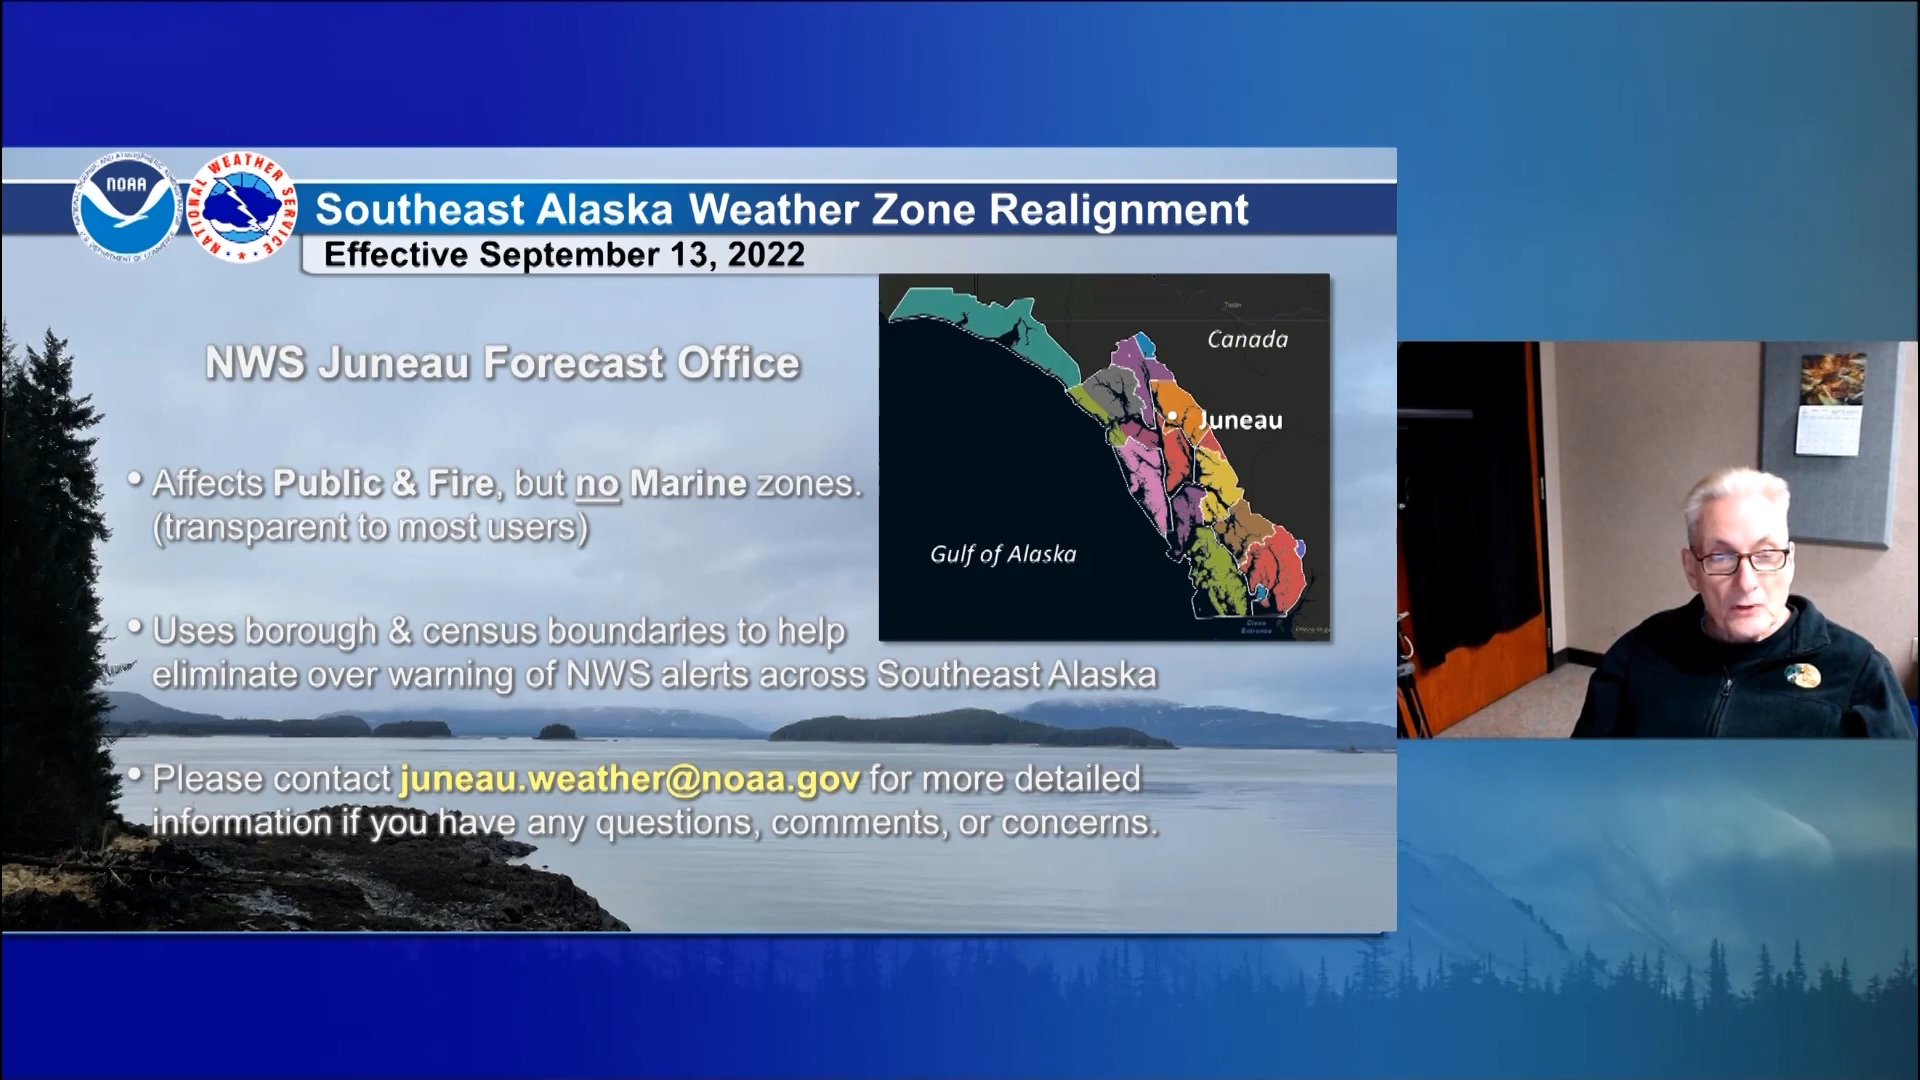 NOAA
NATIONAL WEATHER SERVICE
Southeast Alaska Weather Zone Realignment
Effective September 13, 2022
NWS Juneau Forecast Office
• Affects Public & Fire, but no Marine zones.
(transparent to most users)
• Uses borough & census boundaries to help
eliminate over warning of NWS alerts across Southeast Alaska
• Please contact juneau.weather@noaa.gov for more detailed
information if you have any questions, comments, or concerns.
Canada
Juneau
Gulf of Alaska
Dixon
Entrance